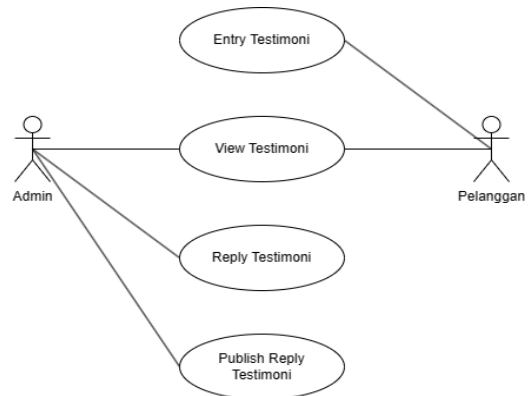 Entry Testimoni
View Testimoni
Admin
Pelanggan
Reply Testimoni
Publish Reply
Testimoni